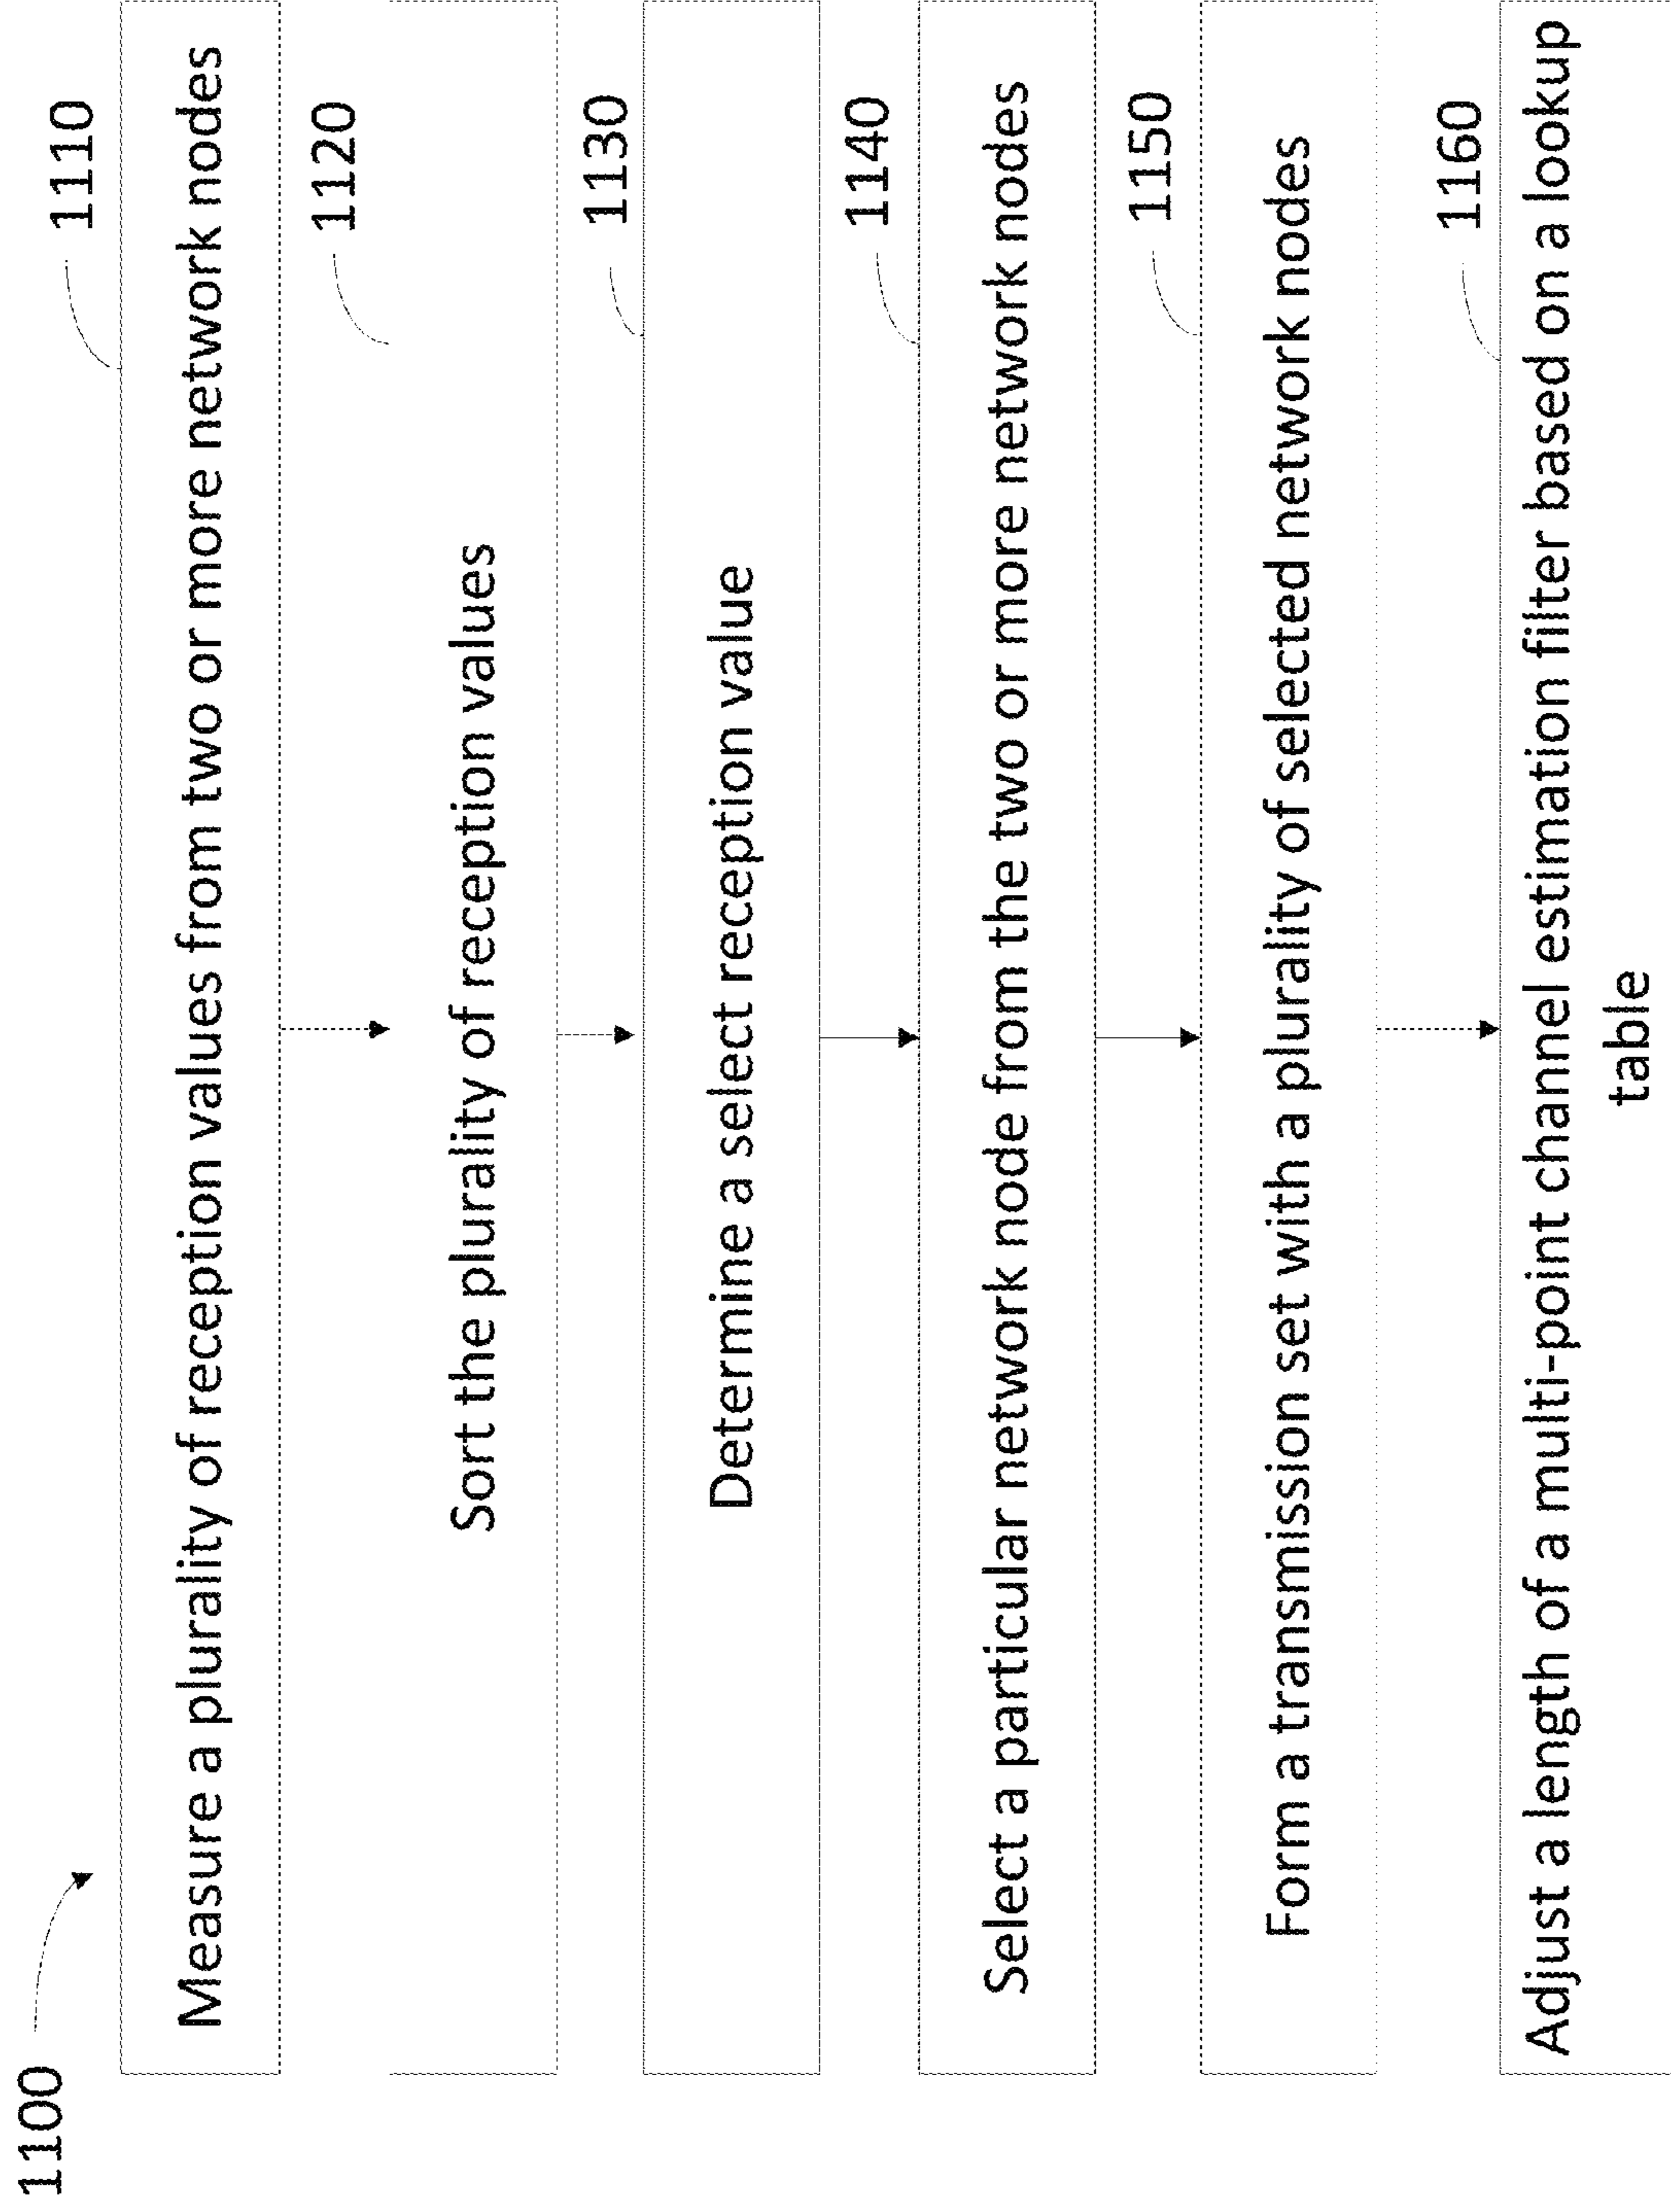 1100
1110
Measure a plurality of reception values from two or more network nodes
1120
Sort the plurality of reception values
1130
Determine a select reception value
1140
Select a particular network node from the two or more network nodes
1150
Form a transmission set with a plurality of selected network nodes
1160
Adjust a length of a multi-point channel estimation filter based on a lookup
table